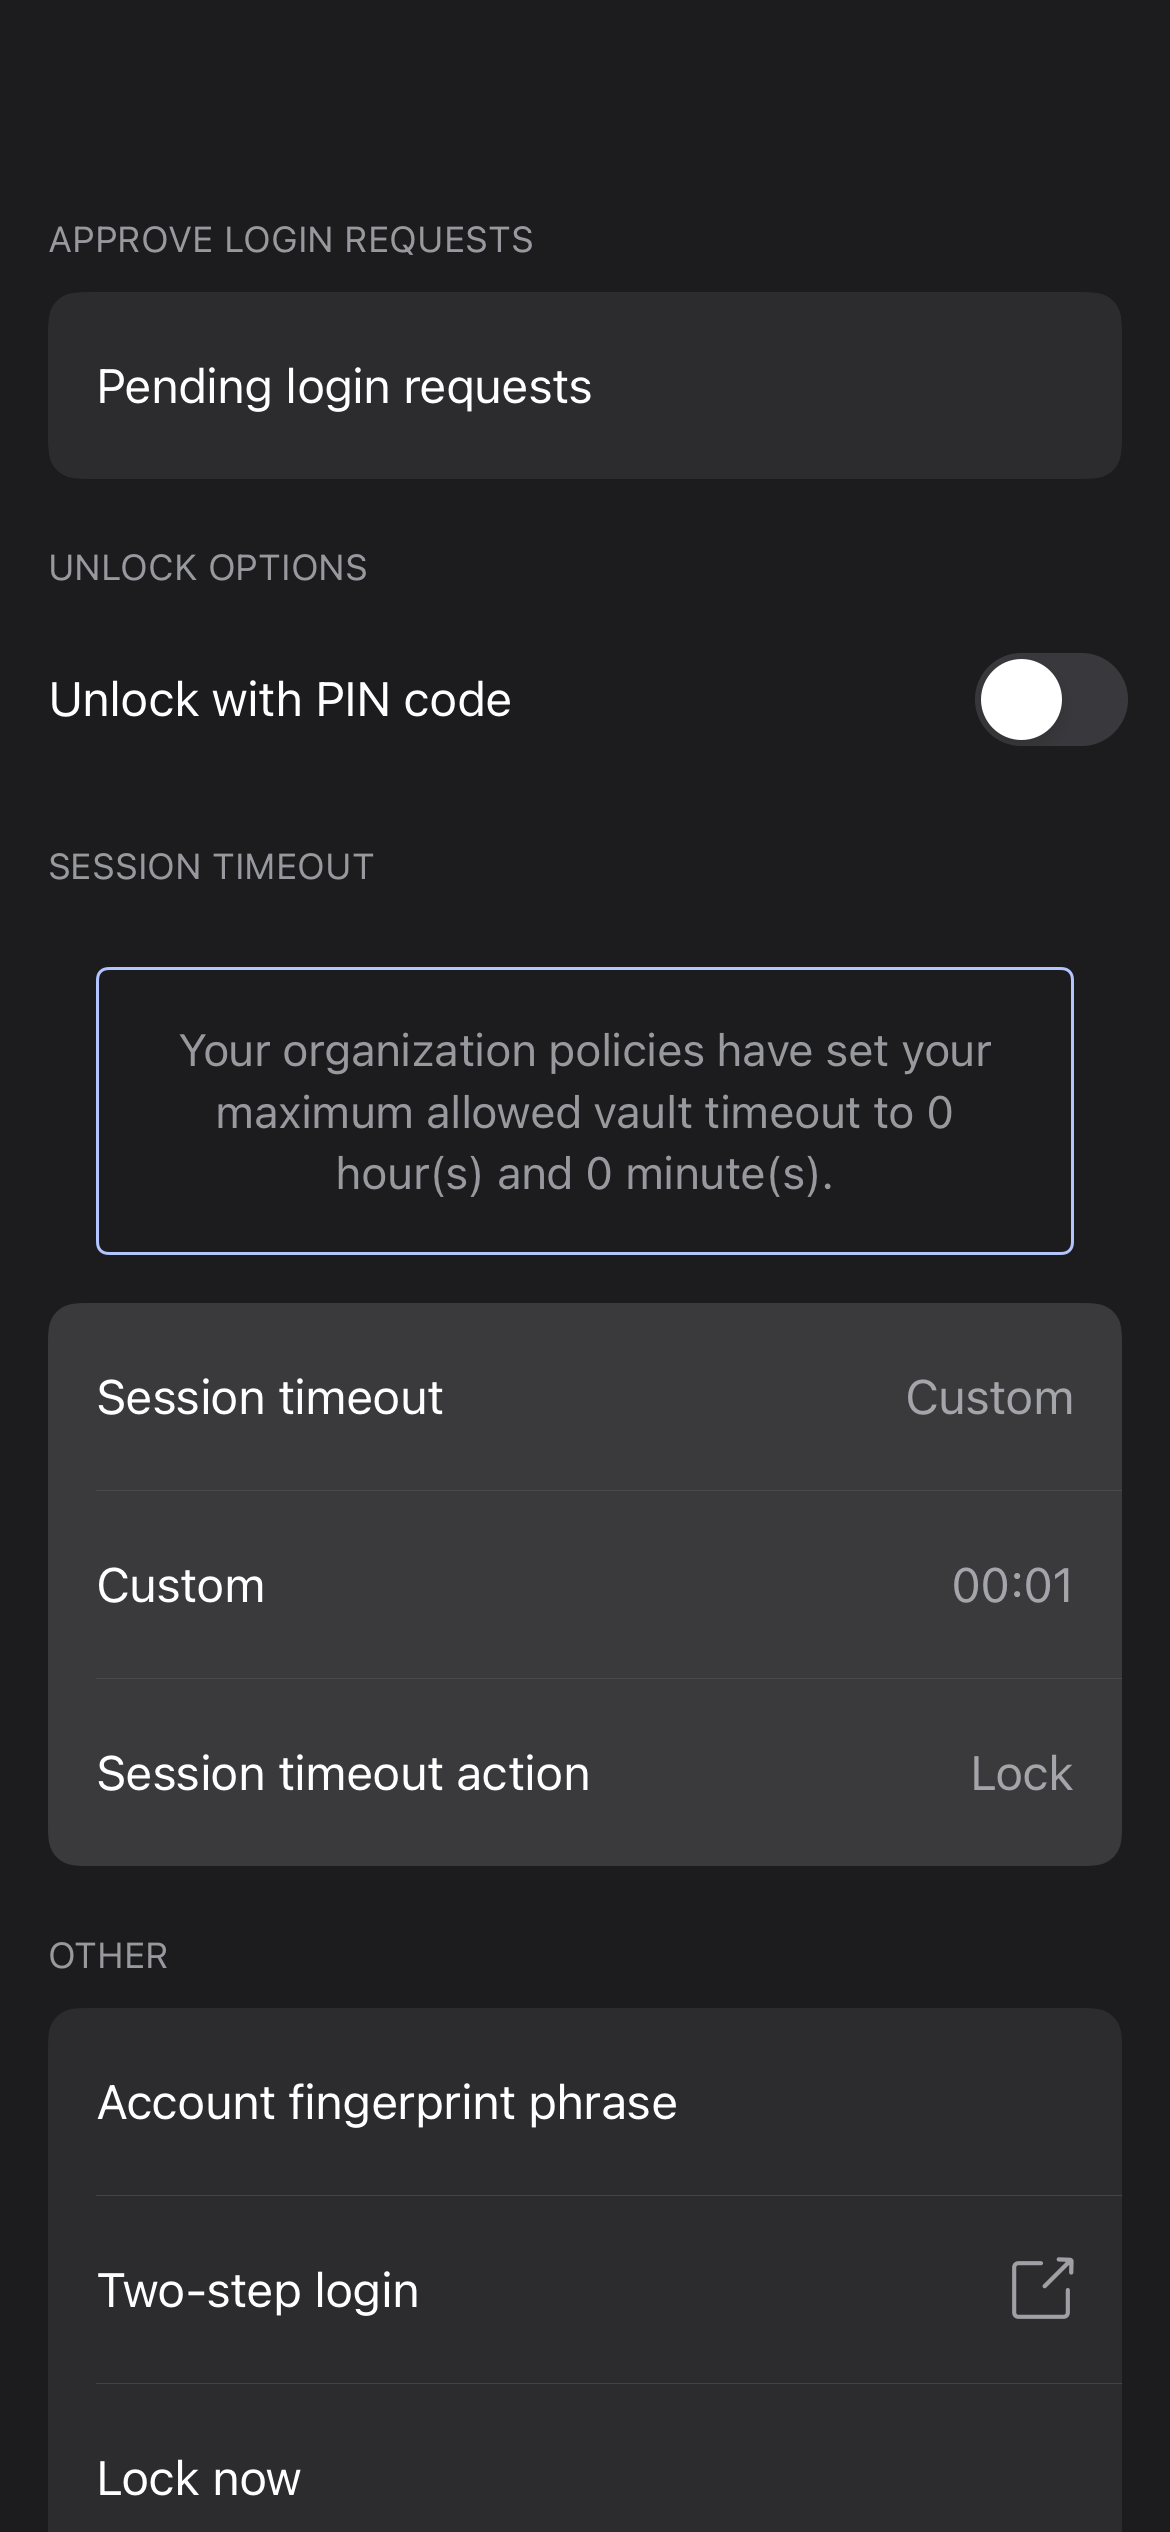 APPROVE LOGIN REQUESTS
Pending login requests
UNLOCK OPTIONS
Unlock with PIN code
SESSION TIMEOUT
Your organization policies have set your
maximum allowed vault timeout to 0
hour(s) and 0 minute(s).
Session timeout Custom
Custom 00:01
Session timeout action Lock
OTHER
Account fingerprint phrase
Two-step login
Lock now